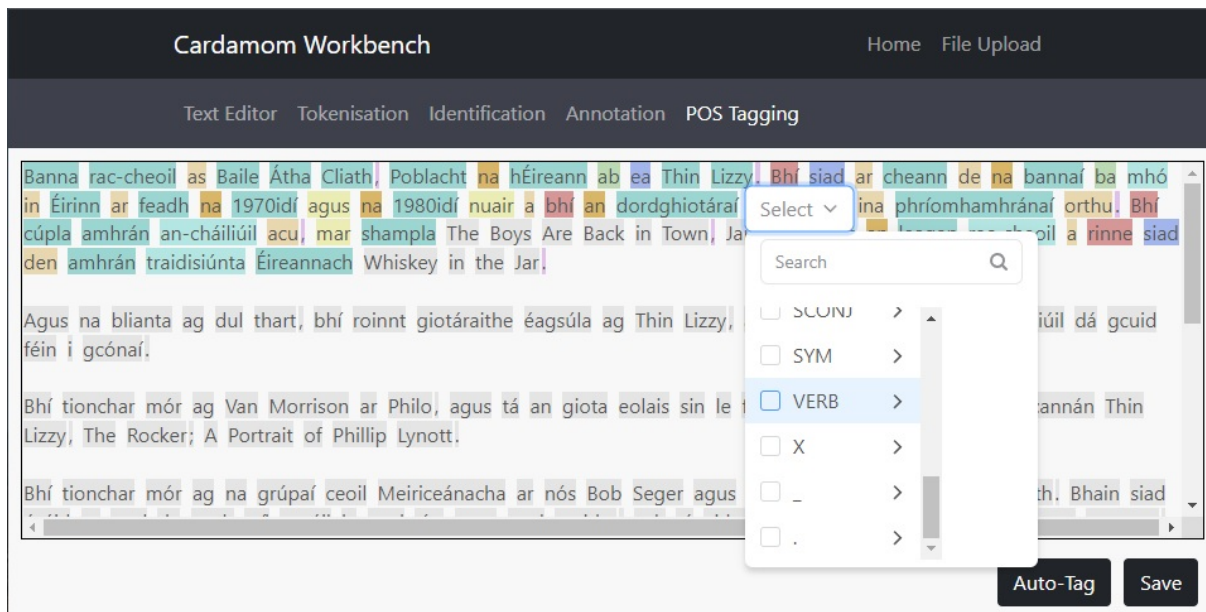 Cardamom Workbench
Home File Upload
Text Editor Tokenisation Identification Annotation POS Tagging
Banna rac-cheoil as Baile Átha Cliath, Poblacht na hÉireann ab ea Thin Lizzy. Bhí siad ar cheann de na bannaí ba mhó
in Éirinn ar feadh na 1970idí agus na 1980idí nuair a bhí an dordghiotáraí ina phríomhamhránaí orthu. Bhí
cúpla amhrán an-cháiliúil acu, mar shampla The Boys Are Back in Town, a rinne siad
den amhrán traidisiúnta Éireannach Whiskey in the Jar.
Agus na blianta ag dul thart, bhí roinnt giotáraithe éagsúla ag Thin Lizzy, dá gcuid
féin i gcónaí.
Bhí tionchar mór ag Van Morrison ar Philo, agus tá an giota eolais sin le Thin
Lizzy, The Rocker; A Portrait of Phillip Lynott.
Bhí tionchar mór ag na grúpaí ceoil Meiriceánacha ar nós Bob Seger agus Bhain siad
Select
Search
SCONJ
SYM
VERB
X
_
.
Auto-Tag Save